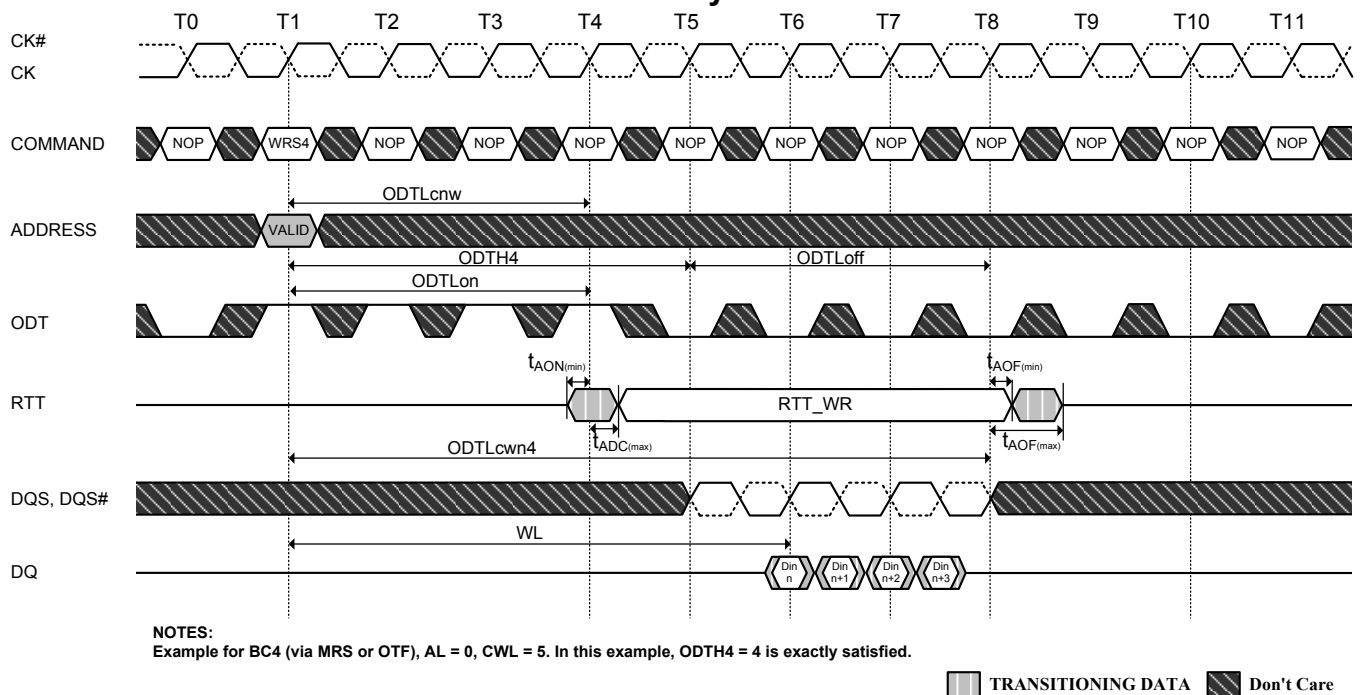 T0 T1 T2 T3 T4 T5 T6 T7 T8 T9 T10 T11
CK#
CK
COMMAND NOP WRS4 NOP NOP NOP NOP NOP NOP NOP NOP NOP NOP
ODTLcnw
ADDRESS VALID
ODTH4 ODTLoff
ODTLon
ODT
tAON(min) tAOF(min)
RTT RTT_WR
tADC(max) tAOF(max)
ODTLcwn4
DQS, DQS#
WL
DQ Din n Din n+1 Din n+2 Din n+3
NOTES:
Example for BC4 (via MRS or OTF), AL = 0, CWL = 5. In this example, ODTH4 = 4 is exactly satisfied.
TRANSITIONING DATA Don't Care